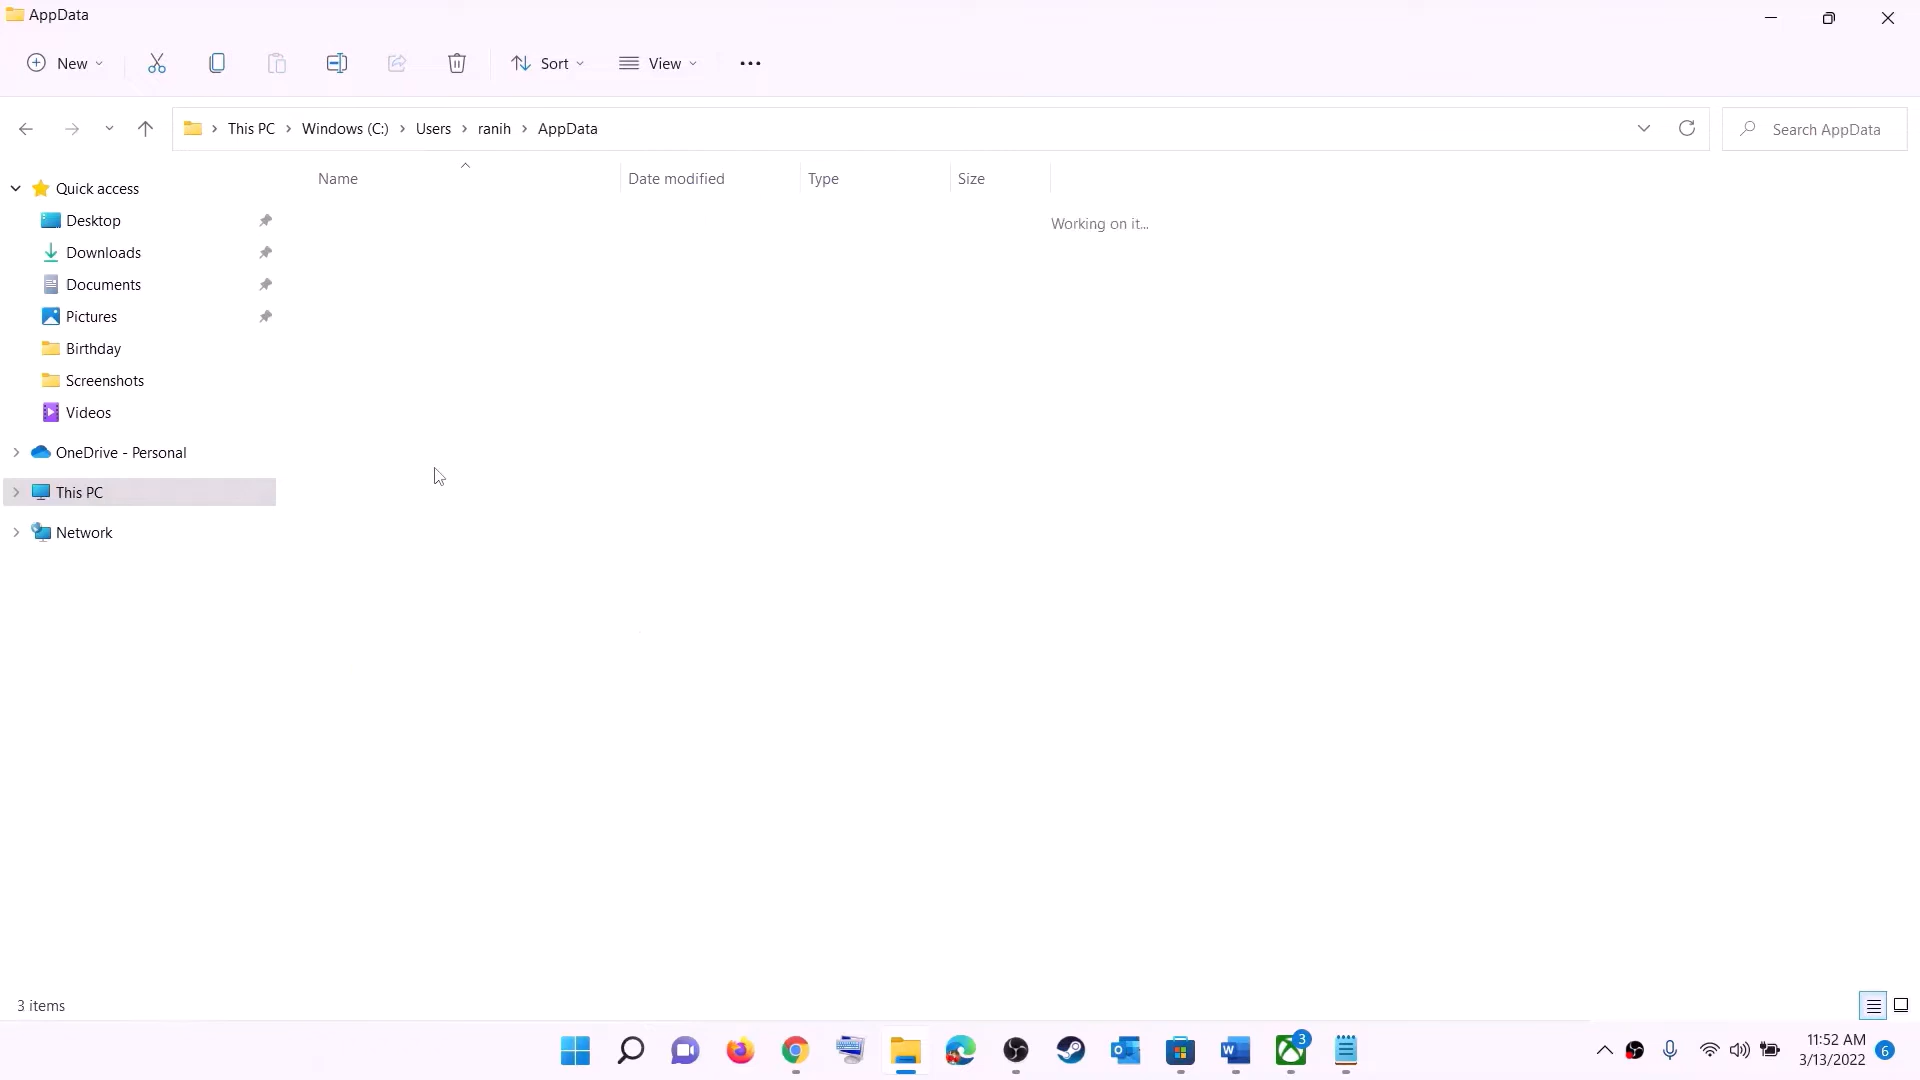 AppData
New
Sort
View
This PC
Windows (C:)
Users
ranih
AppData
Search AppData
Name
Date modified
Type
Size
Working on it...
Quick access
Desktop
Downloads
Documents
Pictures
Birthday
Screenshots
Videos
OneDrive - Personal
This PC
Network
3 items
3
11:52 AM
3/13/2022
6